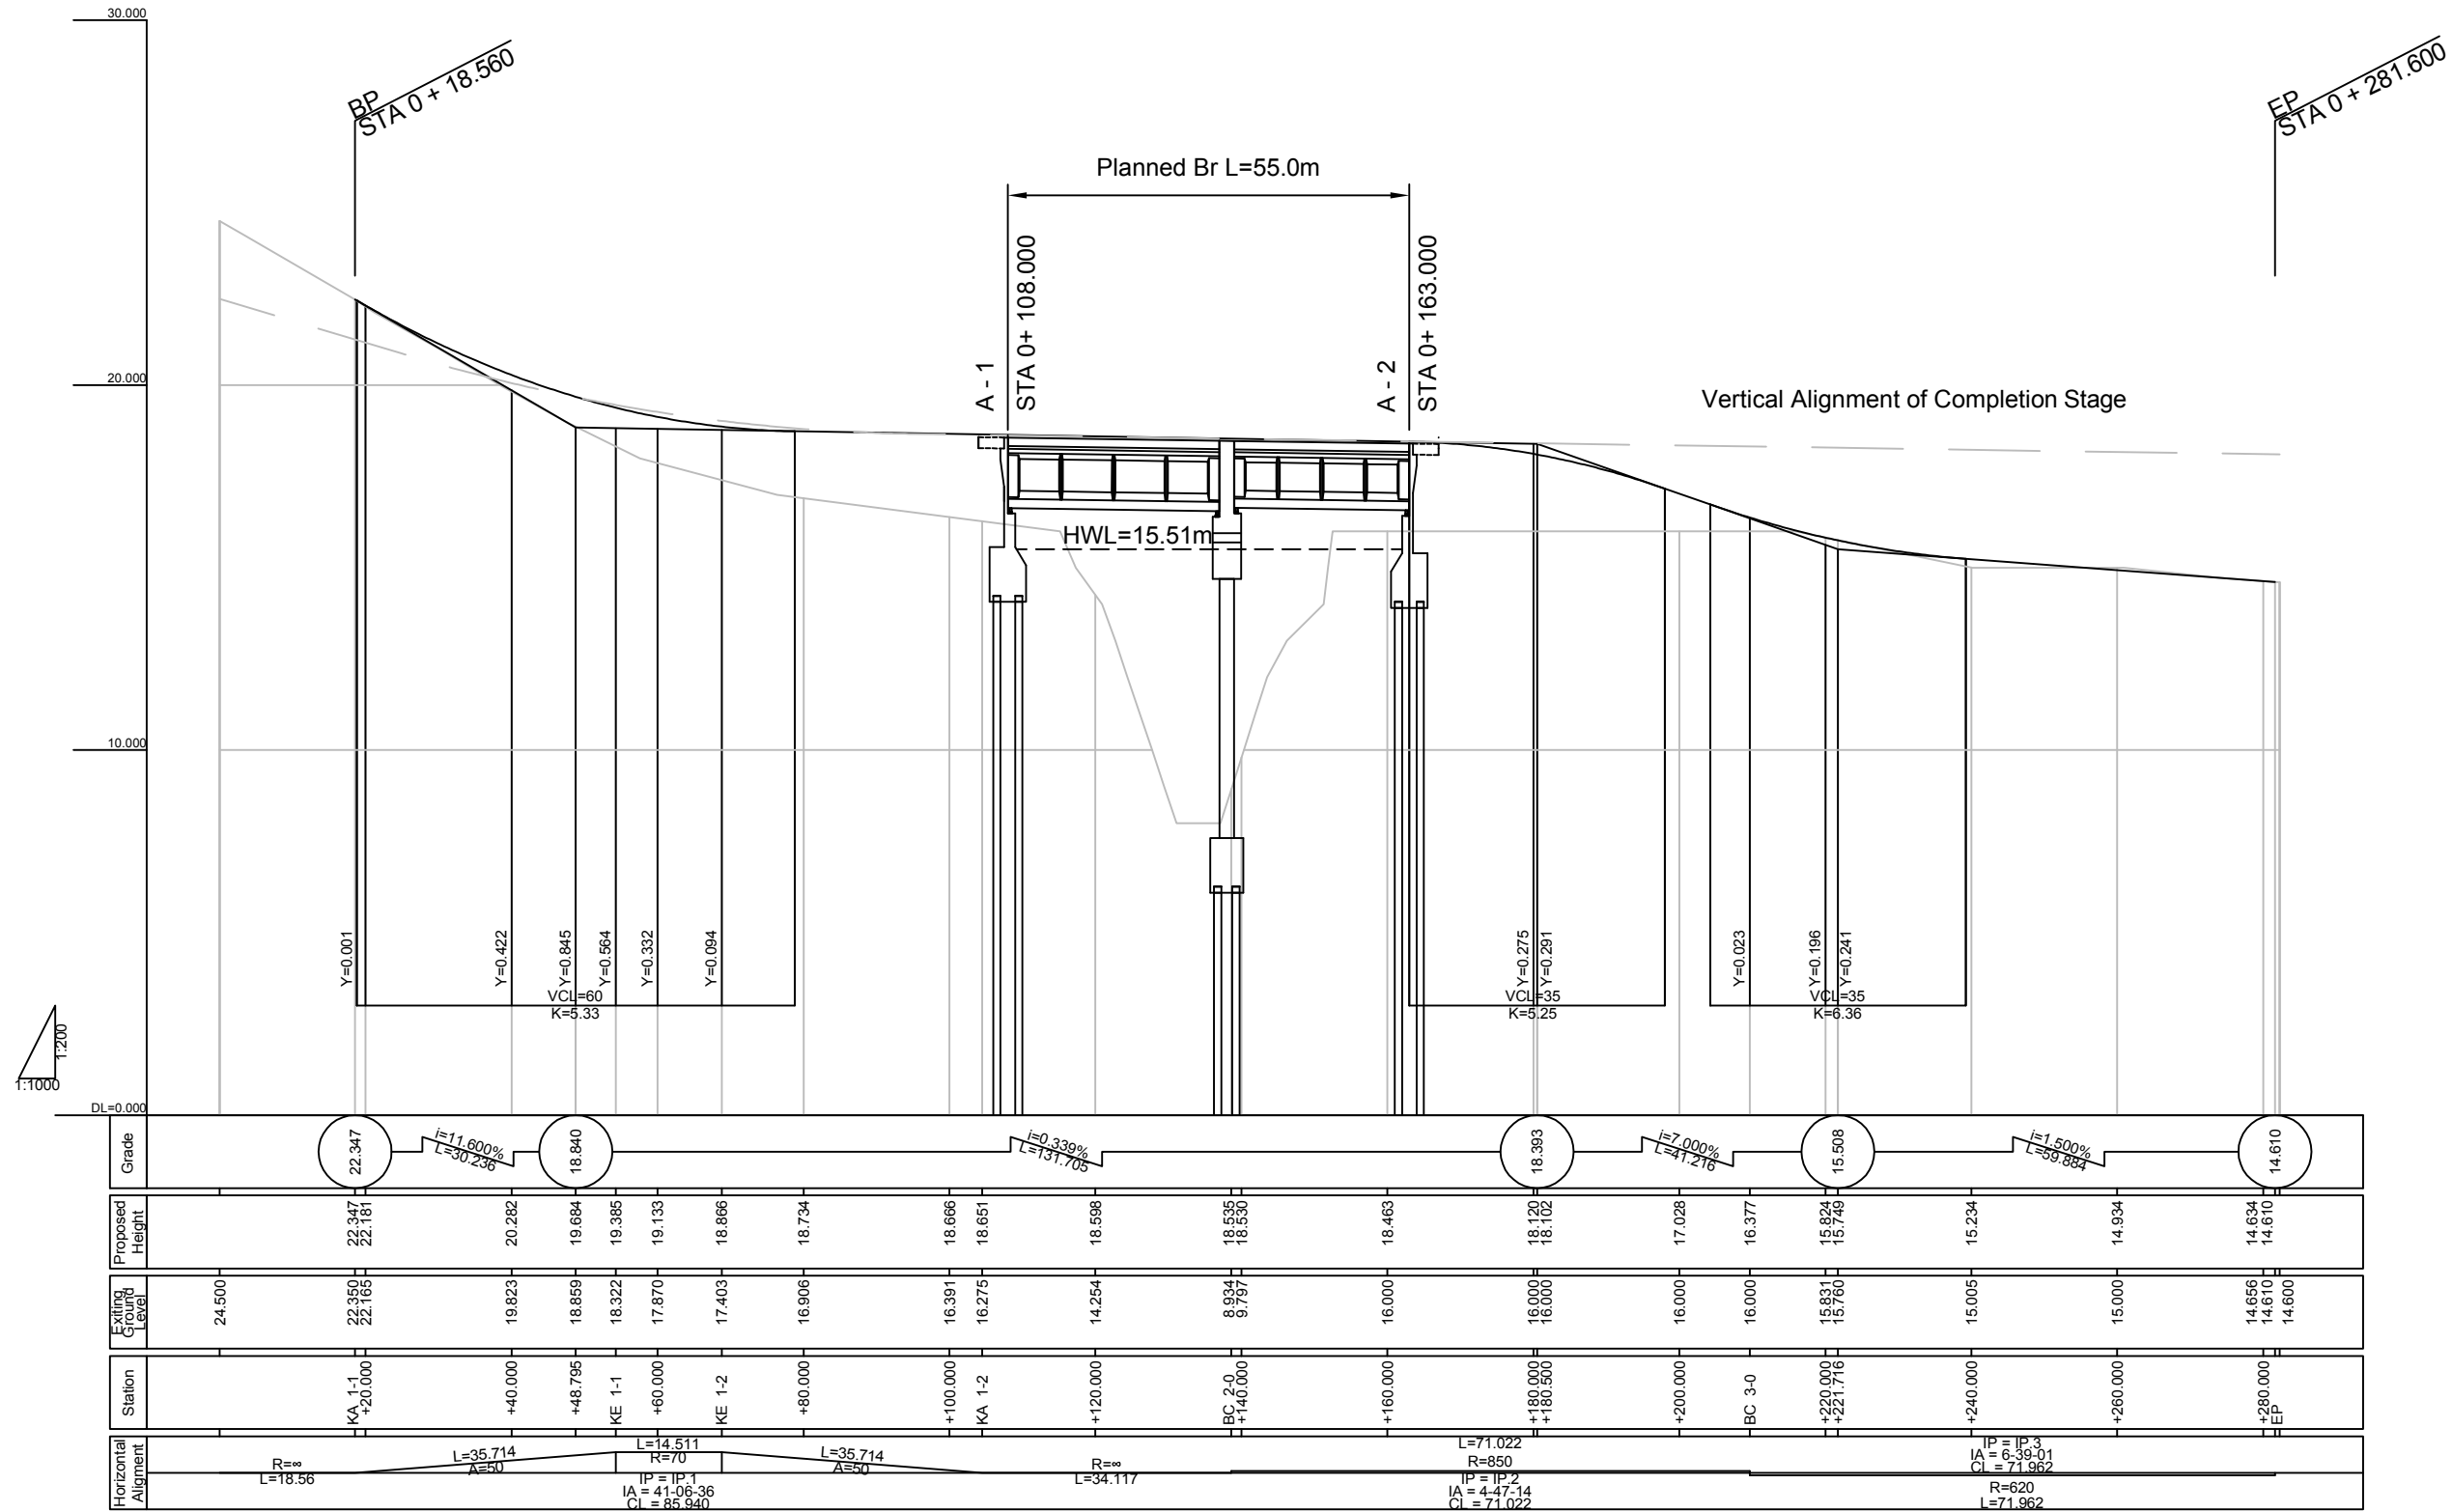 30.000
BP
STA 0 + 18.560
EP
STA 0 + 281.600
Planned Br L=55.0m
A - 1
STA 0+ 108.000
A - 2
STA 0+ 163.000
20.000
Vertical Alignment of Completion Stage
HWL=15.51m
10.000
Y=0.001
Y=0.422
Y=0.845
Y=0.564
Y=0.332
Y=0.094
Y=0.275
Y=0.291
Y=0.023
Y=0.196
Y=0.241
VCL=60
K=5.33
VCL=35
K=5.25
VCL=35
K=6.36
1:200
1:1000
DL=0.000
Grade
22.347
i=11.600%
L=30.236
18.840
i=0.339%
L=131.705
18.393
i=7.000%
L=41.216
15.508
i=1.500%
L=59.884
14.610
Proposed
Height
22.347
22.181
20.282
19.684
19.385
19.133
18.866
18.734
18.666
18.651
18.598
18.535
18.530
18.463
18.120
18.102
17.028
16.377
15.824
15.749
15.234
14.934
14.634
14.610
Exiting
Ground
Level
24.500
22.350
22.165
19.823
18.859
18.322
17.870
17.403
16.906
16.391
16.275
14.254
8.934
9.797
16.000
16.000
16.000
16.000
16.000
15.831
15.760
15.005
15.000
14.656
14.610
14.600
Station
KA 1-1
+20.000
+40.000
+48.795
KE 1-1
+60.000
KE 1-2
+80.000
+100.000
KA 1-2
+120.000
BC 2-0
+140.000
+160.000
+180.000
+180.500
+200.000
BC 3-0
+220.000
+221.716
+240.000
+260.000
+280.000
EP
Horizontal
Aligment
R=∞
L=18.56
L=35.714
A=50
L=14.511
R=70
IP = IP.1
IA = 41-06-36
CL = 85.940
L=35.714
A=50
R=∞
L=34.117
L=71.022
R=850
IP = IP.2
IA = 4-47-14
CL = 71.022
IP = IP.3
IA = 6-39-01
CL = 71.962
R=620
L=71.962